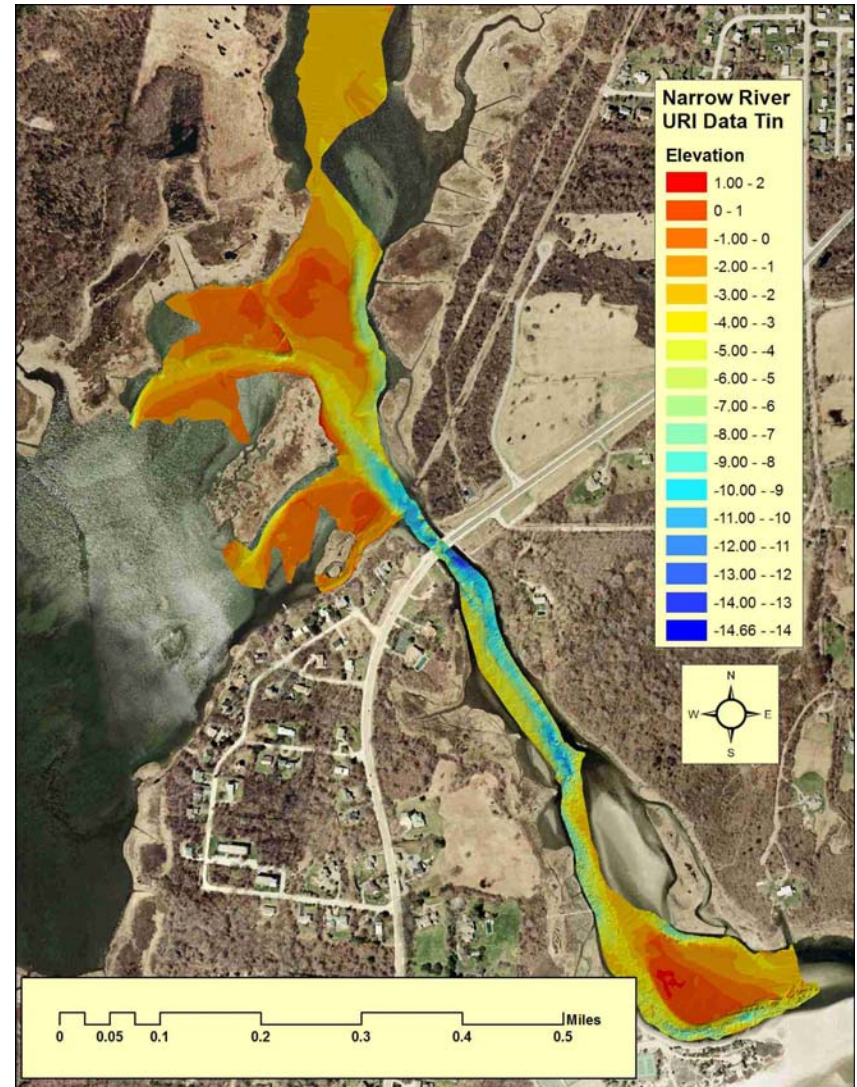 Narrow River
URI Data Tin
Elevation
1.00 - 2
0 - 1
-1.00 - 0
-2.00 - -1
-3.00 - -2
-4.00 - -3
-5.00 - -4
-6.00 - -5
-7.00 - -6
-8.00 - -7
-9.00 - -8
-10.00 - -9
-11.00 - -10
-12.00 - -11
-13.00 - -12
-14.00 - -13
-14.66 - -14
N
W E
S
Miles
0 0.05 0.1 0.2 0.3 0.4 0.5